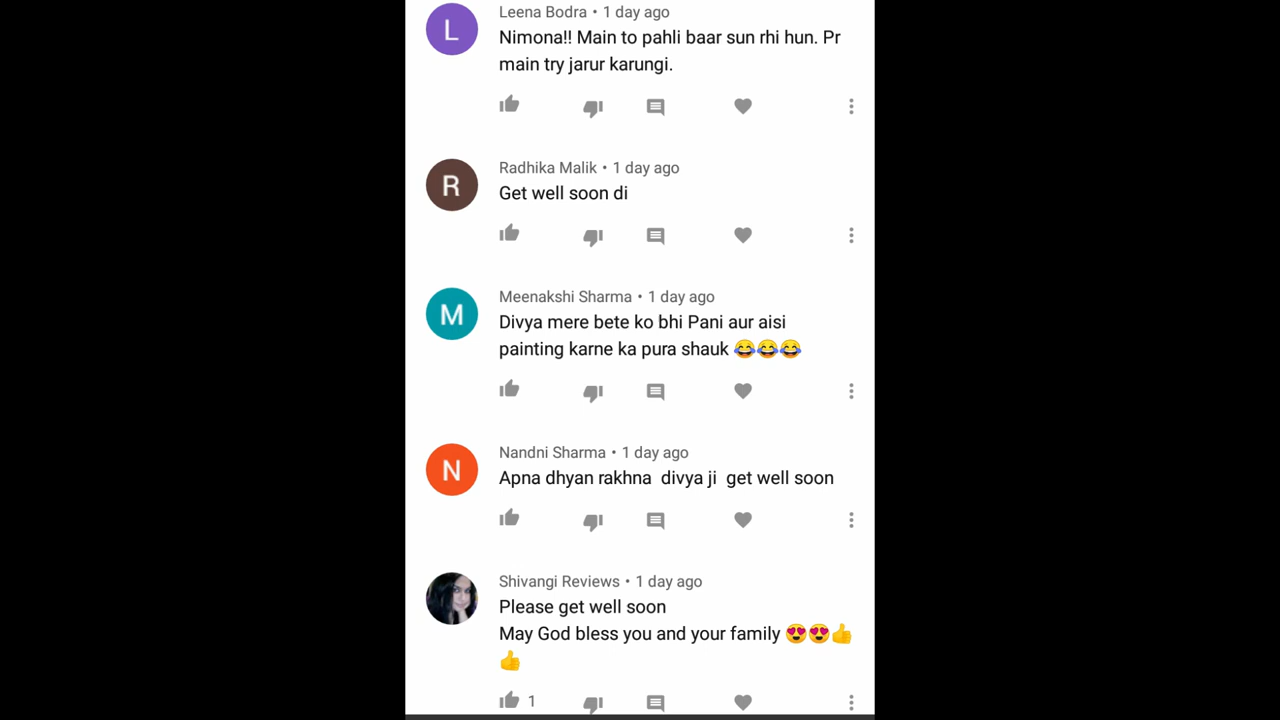 L
Leena Bodra • 1 day ago
Nimona!! Main to pahli baar sun rhi hun. Pr
main try jarur karungi.
R
Radhika Malik • 1 day ago
Get well soon di
M
Meenakshi Sharma • 1 day ago
Divya mere bete ko bhi Pani aur aisi
painting karne ka pura shauk 😂😂😂
N
Nandni Sharma • 1 day ago
Apna dhyan rakhna  divya ji  get well soon
Shivangi Reviews • 1 day ago
Please get well soon
May God bless you and your family 😍😍👍
👍
1